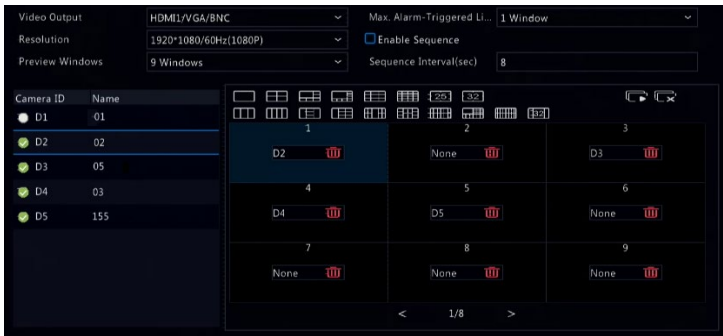 Video Output HDMI1/VGA/BNC Max. Alarm-Triggered Li... 1 Window
Resolution 1920*1080/60Hz(1080P) Enable Sequence
Preview Windows 9 Windows Sequence Interval(sec) 8
Camera ID Name 25 32
D1 01 32
1 2 3
D2 02
D2 None D3
D3 05
D4 03
4 5 6
D5 155
D4 D5 None
7 8 9
None None None
< 1/8 >